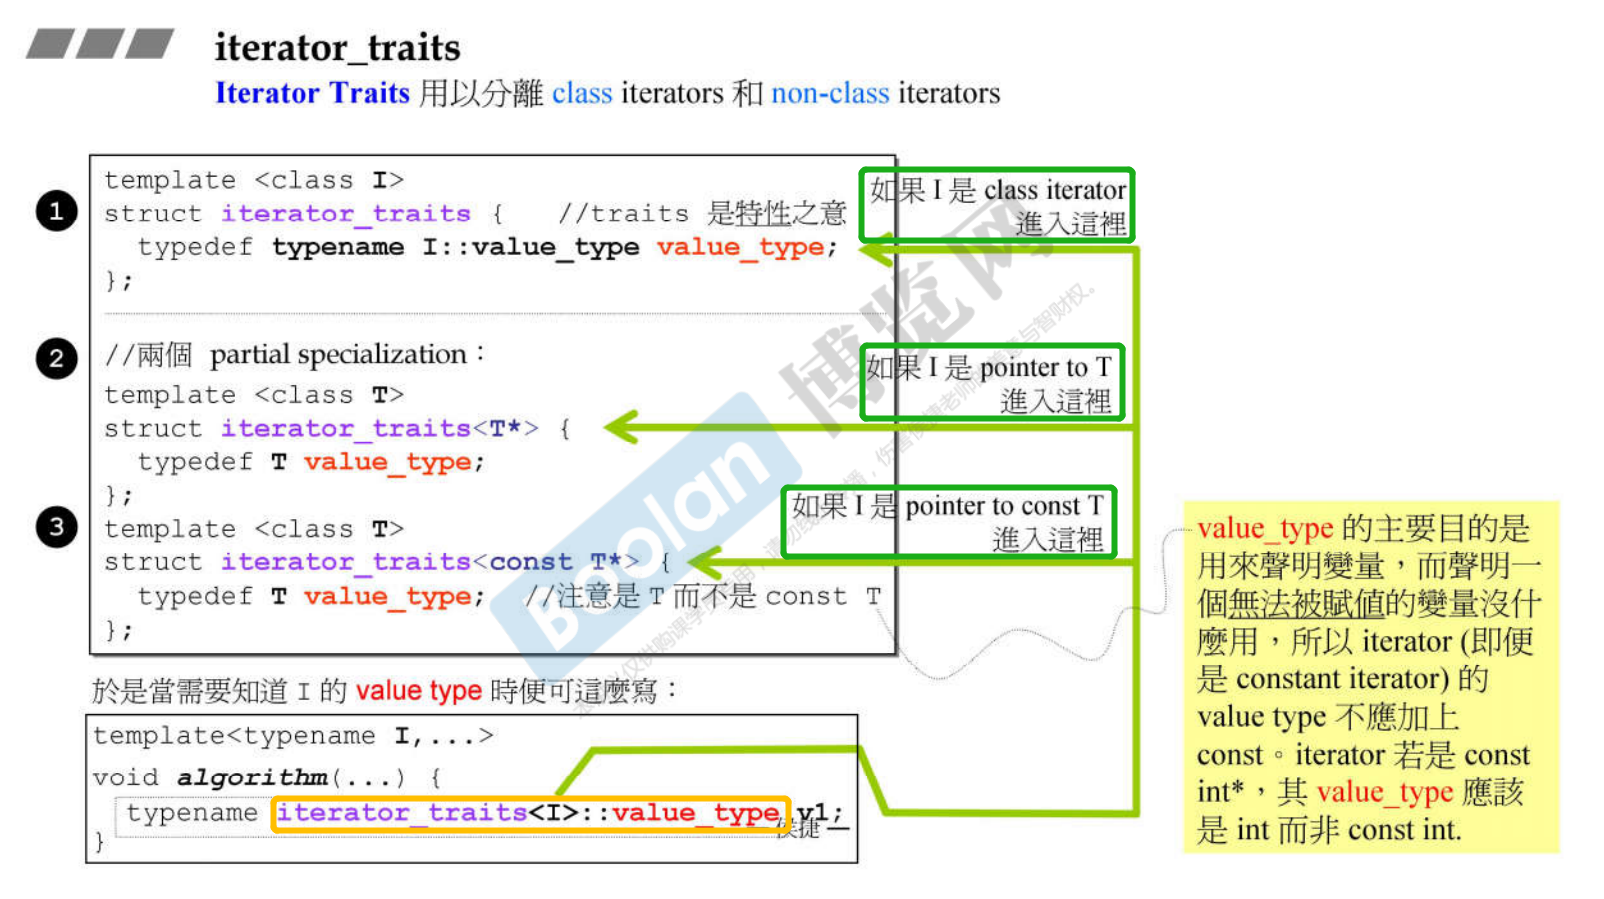 iterator_traits
Iterator Traits 用以分離 class iterators 和 non-class iterators
1
template <class I>
struct iterator_traits { //traits 是特性之意
typedef typename I::value_type value_type;
};
如果 I 是 class iterator
進入這裡
2
//兩個 partial specialization：
template <class T>
struct iterator_traits<T*> {
typedef T value_type;
};
如果 I 是 pointer to T
進入這裡
3
template <class T>
struct iterator_traits<const T*> {
typedef T value_type; //注意是 T 而不是 const T
};
如果 I 是 pointer to const T
進入這裡
於是當需要知道 I 的 value type 時便可這麼寫：
template<typename I,...>
void algorithm(...) {
typename iterator_traits<I>::value_type v1;
}
侯捷
value_type 的主要目的是
用來聲明變量，而聲明一
個無法被賦值的變量沒什
麼用，所以 iterator (即便
是 constant iterator) 的
value type 不應加上
const。iterator 若是 const
int*，其 value_type 應該
是 int 而非 const int.
Boolan
博览网